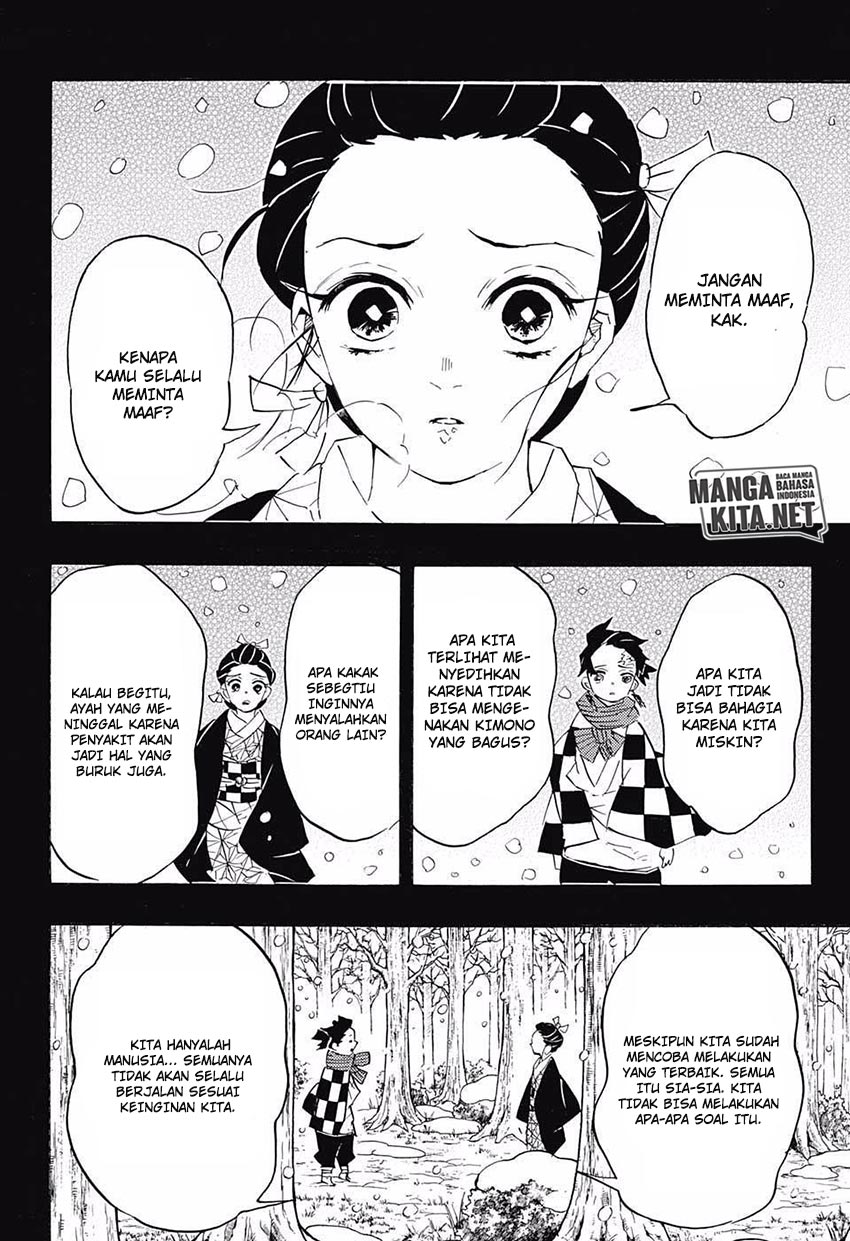 JANGAN
MEMINTA MAAF,
KAK.
KENAPA
KAMU SELALU
MEMINTA
MAAF?
MANGA
KITA.NET
BACA MANGA
BAHASA
INDONESIA
APA KITA
JADI TIDAK
BISA BAHAGIA
KARENA KITA
MISKIN?
APA KITA
TERLIHAT ME-
NYEDIHKAN
KARENA TIDAK
BISA MENGE-
NAKAN KIMONO
YANG BAGUS?
APA KAKAK
SEBEGTIU
INGINNYA
MENYALAHKAN
ORANG LAIN?
KALAU BEGITU,
AYAH YANG ME-
NINGGAL KARENA
PENYAKIT AKAN
JADI HAL YANG
BURUK JUGA.
MESKIPUN KITA SUDAH
MENCOBA MELAKUKAN
YANG TERBAIK. SEMUA
ITU SIA-SIA. KITA
TIDAK BISA MELAKUKAN
APA-APA SOAL ITU.
KITA HANYALAH
MANUSIA... SEMUANYA
TIDAK AKAN SELALU
BERJALAN SESUAI
KEINGINAN KITA.